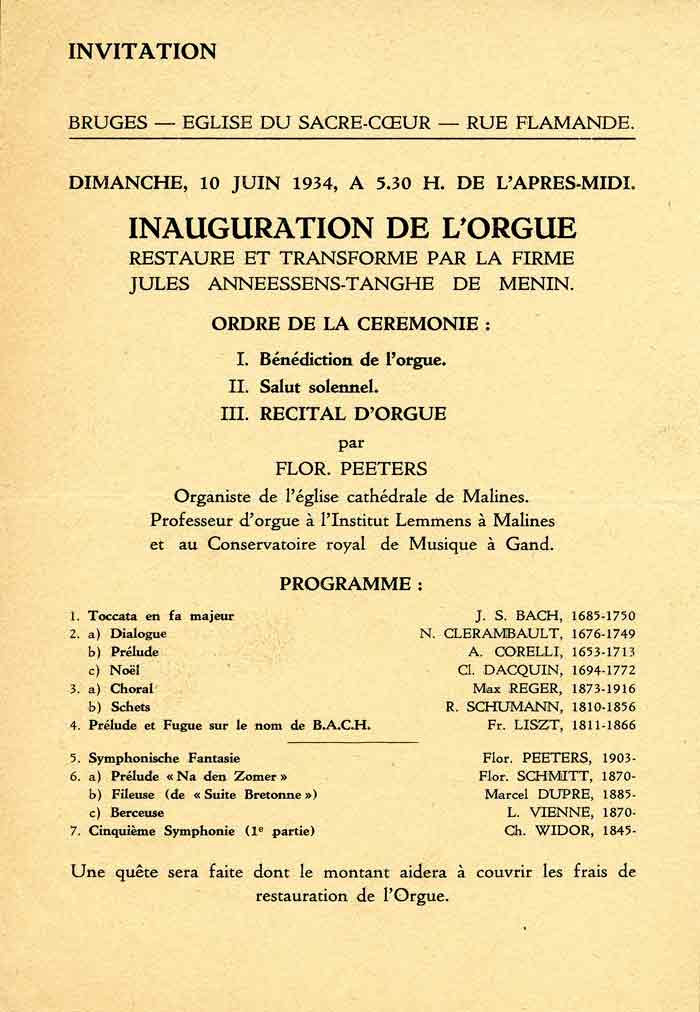 INVITATION
BRUGES — EGLISE DU SACRE-CŒUR — RUE FLAMANDE.
DIMANCHE, 10 JUIN 1934, A 5.30 H. DE L'APRES-MIDI.
INAUGURATION DE L'ORGUE
RESTAURE ET TRANSFORME PAR LA FIRME
JULES ANNEESSENS-TANGHE DE MENIN.
ORDRE DE LA CEREMONIE :
I. Bénédiction de l'orgue.
II. Salut solennel.
III. RECITAL D'ORGUE
par
FLOR. PEETERS
Organiste de l'église cathédrale de Malines.
Professeur d'orgue à l'Institut Lemmens à Malines
et au Conservatoire royal de Musique à Gand.
PROGRAMME :
1. Toccata en fa majeur J. S. BACH, 1685-1750
2. a) Dialogue N. CLERAMBAULT, 1676-1749
b) Prélude A. CORELLI, 1653-1713
c) Noël Cl. DACQUIN, 1694-1772
3. a) Choral Max REGER, 1873-1916
b) Schets R. SCHUMANN, 1810-1856
4. Prélude et Fugue sur le nom de B.A.C.H. Fr. LISZT, 1811-1866
5. Symphonische Fantasie Flor. PEETERS, 1903-
6. a) Prélude « Na den Zomer » Flor. SCHMITT, 1870-
b) Fileuse (de « Suite Bretonne ») Marcel DUPRE, 1885-
c) Berceuse L. VIENNE, 1870-
7. Cinquième Symphonie (1e partie) Ch. WIDOR, 1845-
Une quête sera faite dont le montant aidera à couvrir les frais de
restauration de l'Orgue.